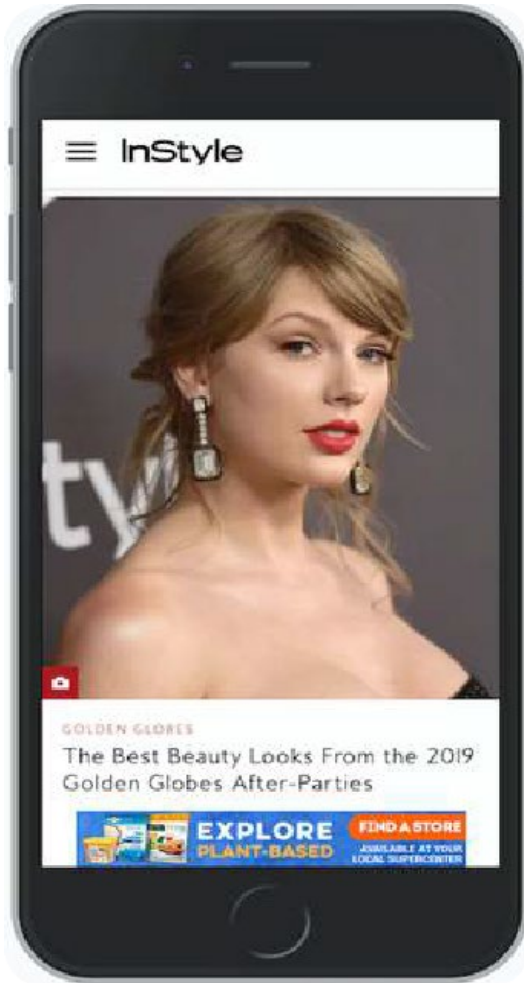 InStyle
ty
GOLDEN GLOBES
The Best Beauty Looks From the 2019
Golden Globes After-Parties
EXPLORE
PLANT-BASED
FIND A STORE
AVAILABLE AT YOUR
LOCAL SUPERCENTER